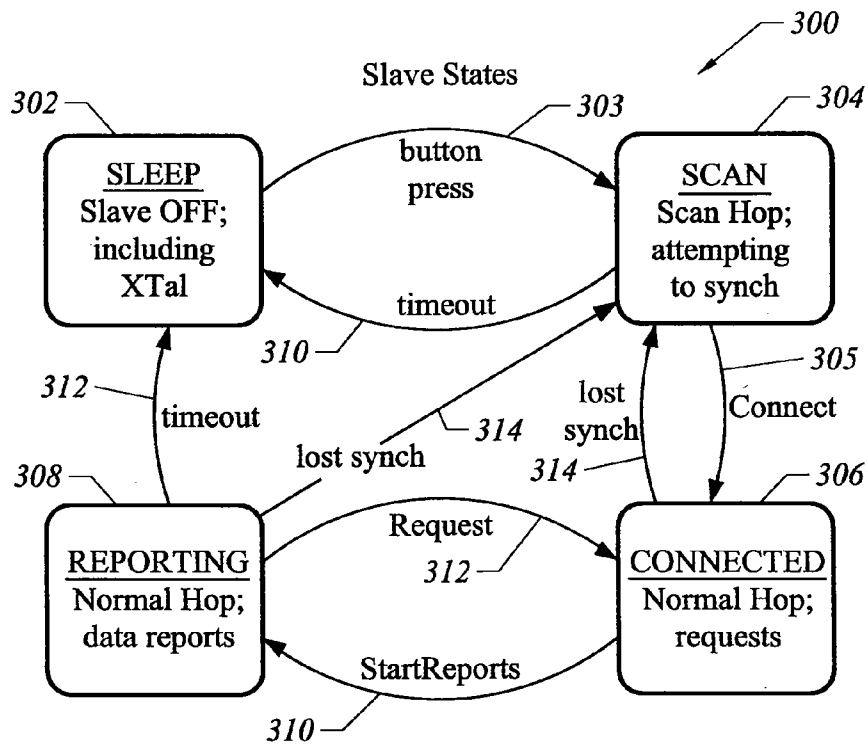 300
Slave States
302
303
304
SLEEP
Slave OFF;
including
XTal
button
press
SCAN
Scan Hop;
attempting
to synch
timeout
310
312
timeout
lost synch
314
lost
synch
314
305
Connect
308
306
REPORTING
Normal Hop;
data reports
Request
312
CONNECTED
Normal Hop;
requests
StartReports
310